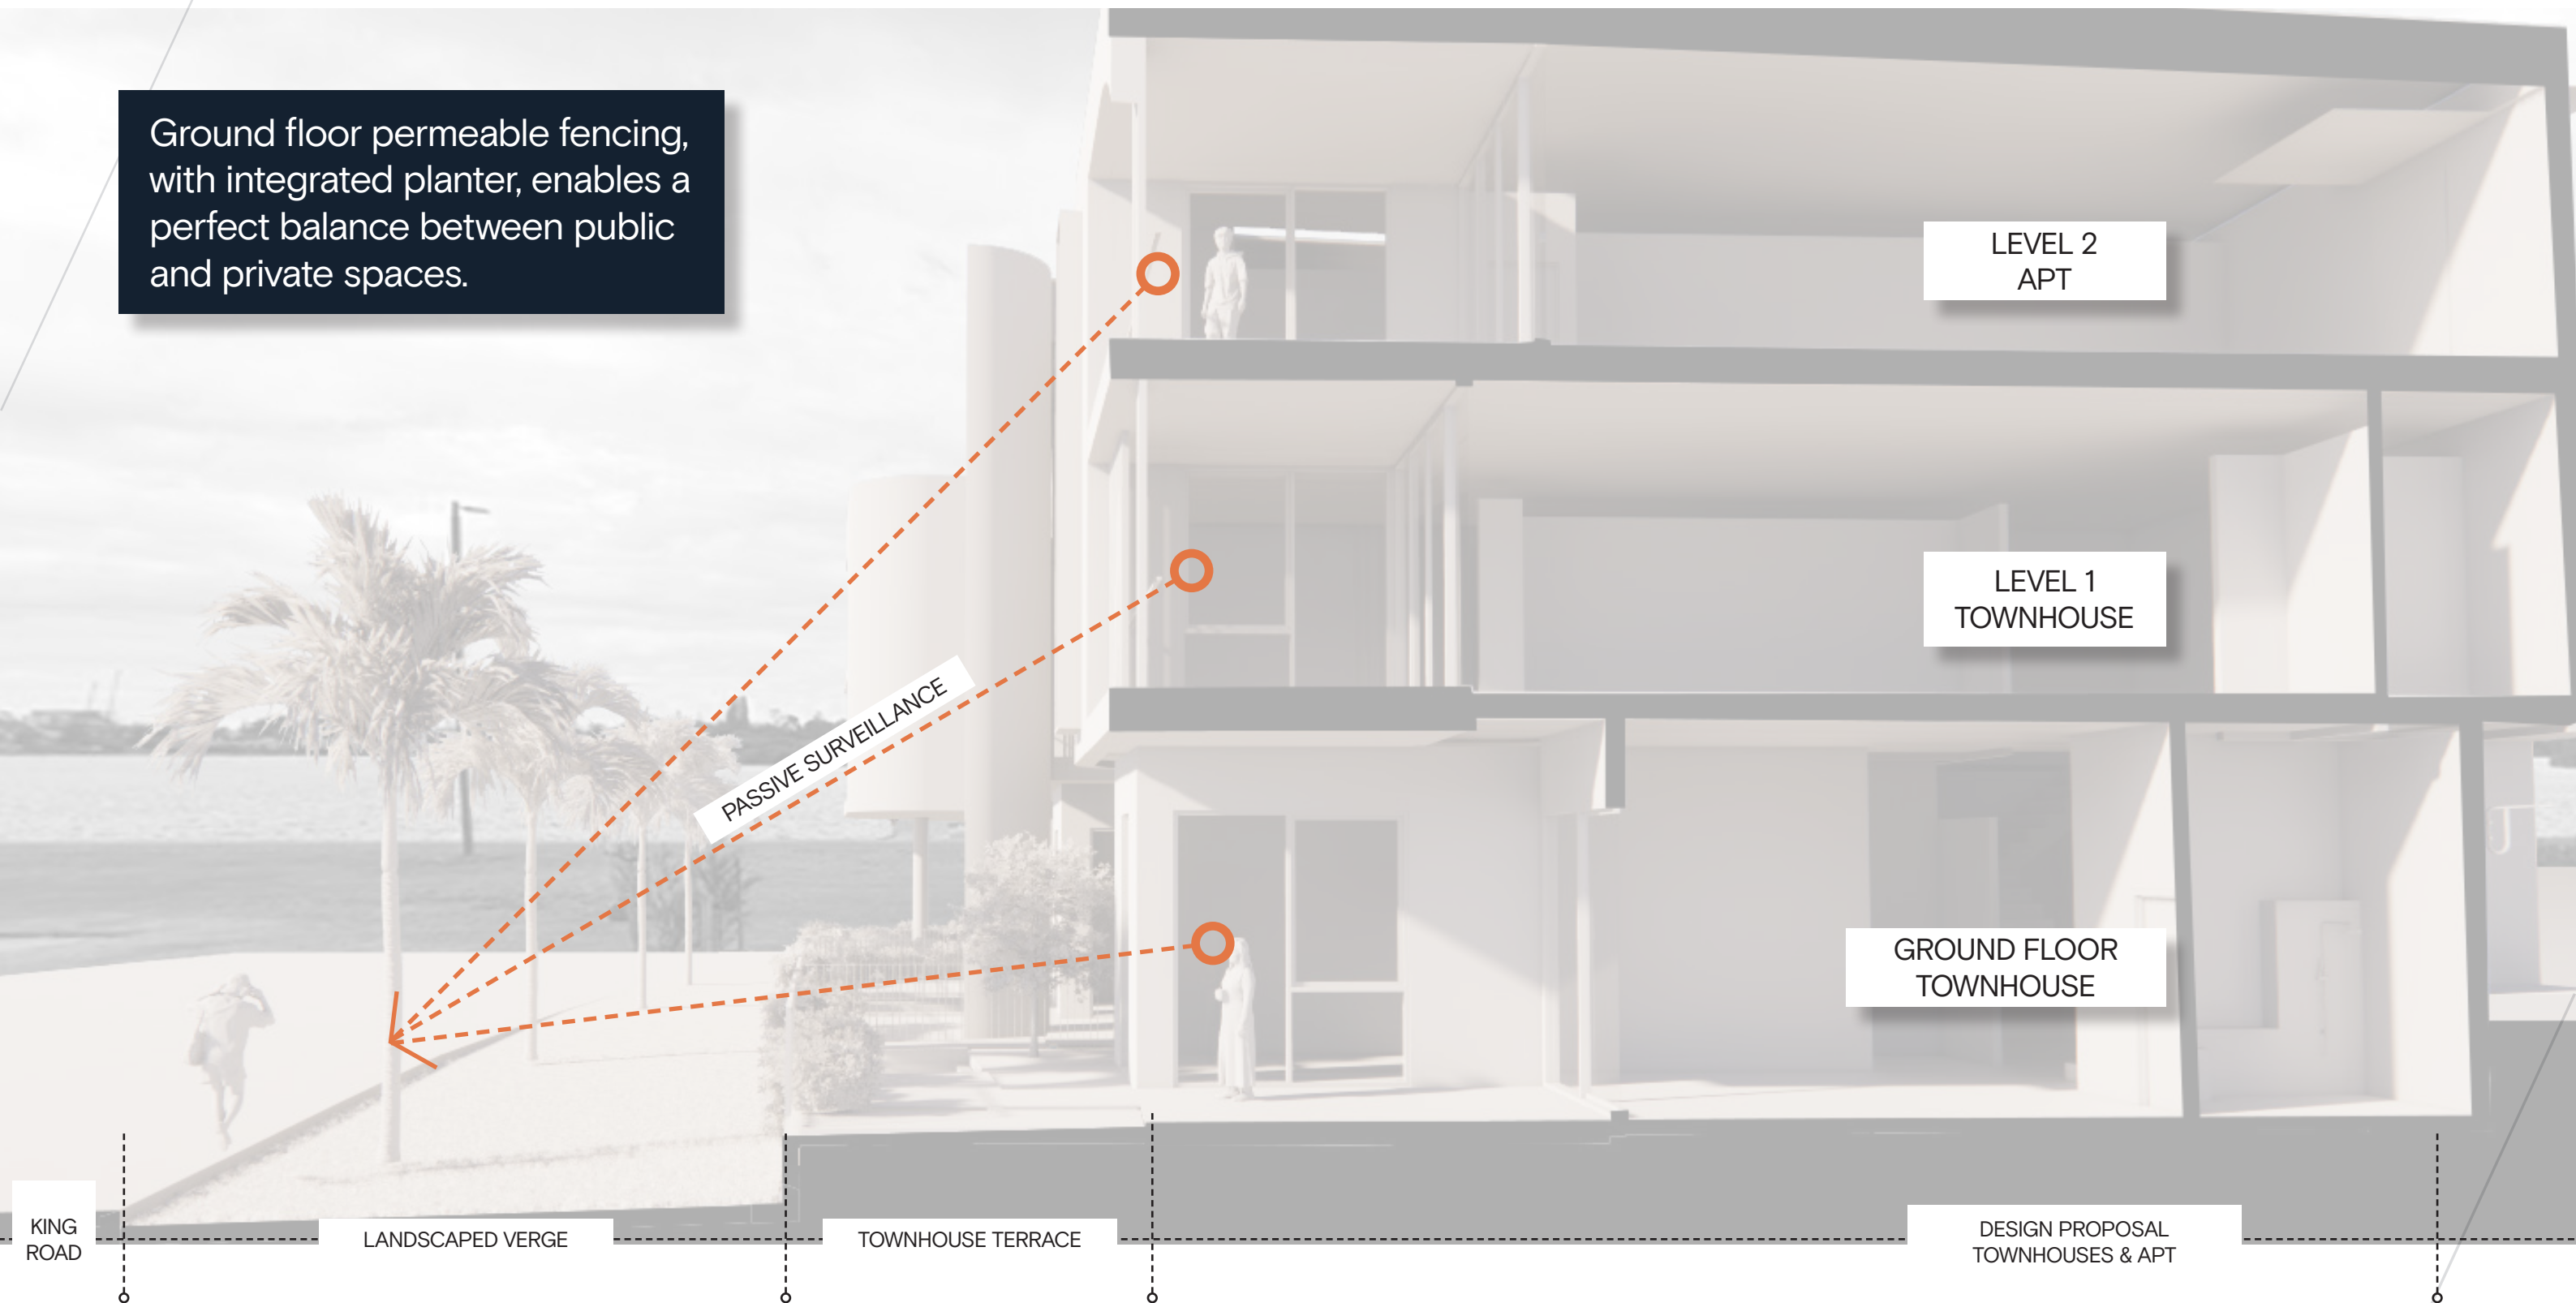 Ground floor permeable fencing,
with integrated planter, enables a
perfect balance between public
and private spaces.
LEVEL 2
APT
LEVEL 1
TOWNHOUSE
PASSIVE SURVEILLANCE
GROUND FLOOR
TOWNHOUSE
KING
ROAD
LANDSCAPED VERGE
TOWNHOUSE TERRACE
DESIGN PROPOSAL
TOWNHOUSES & APT